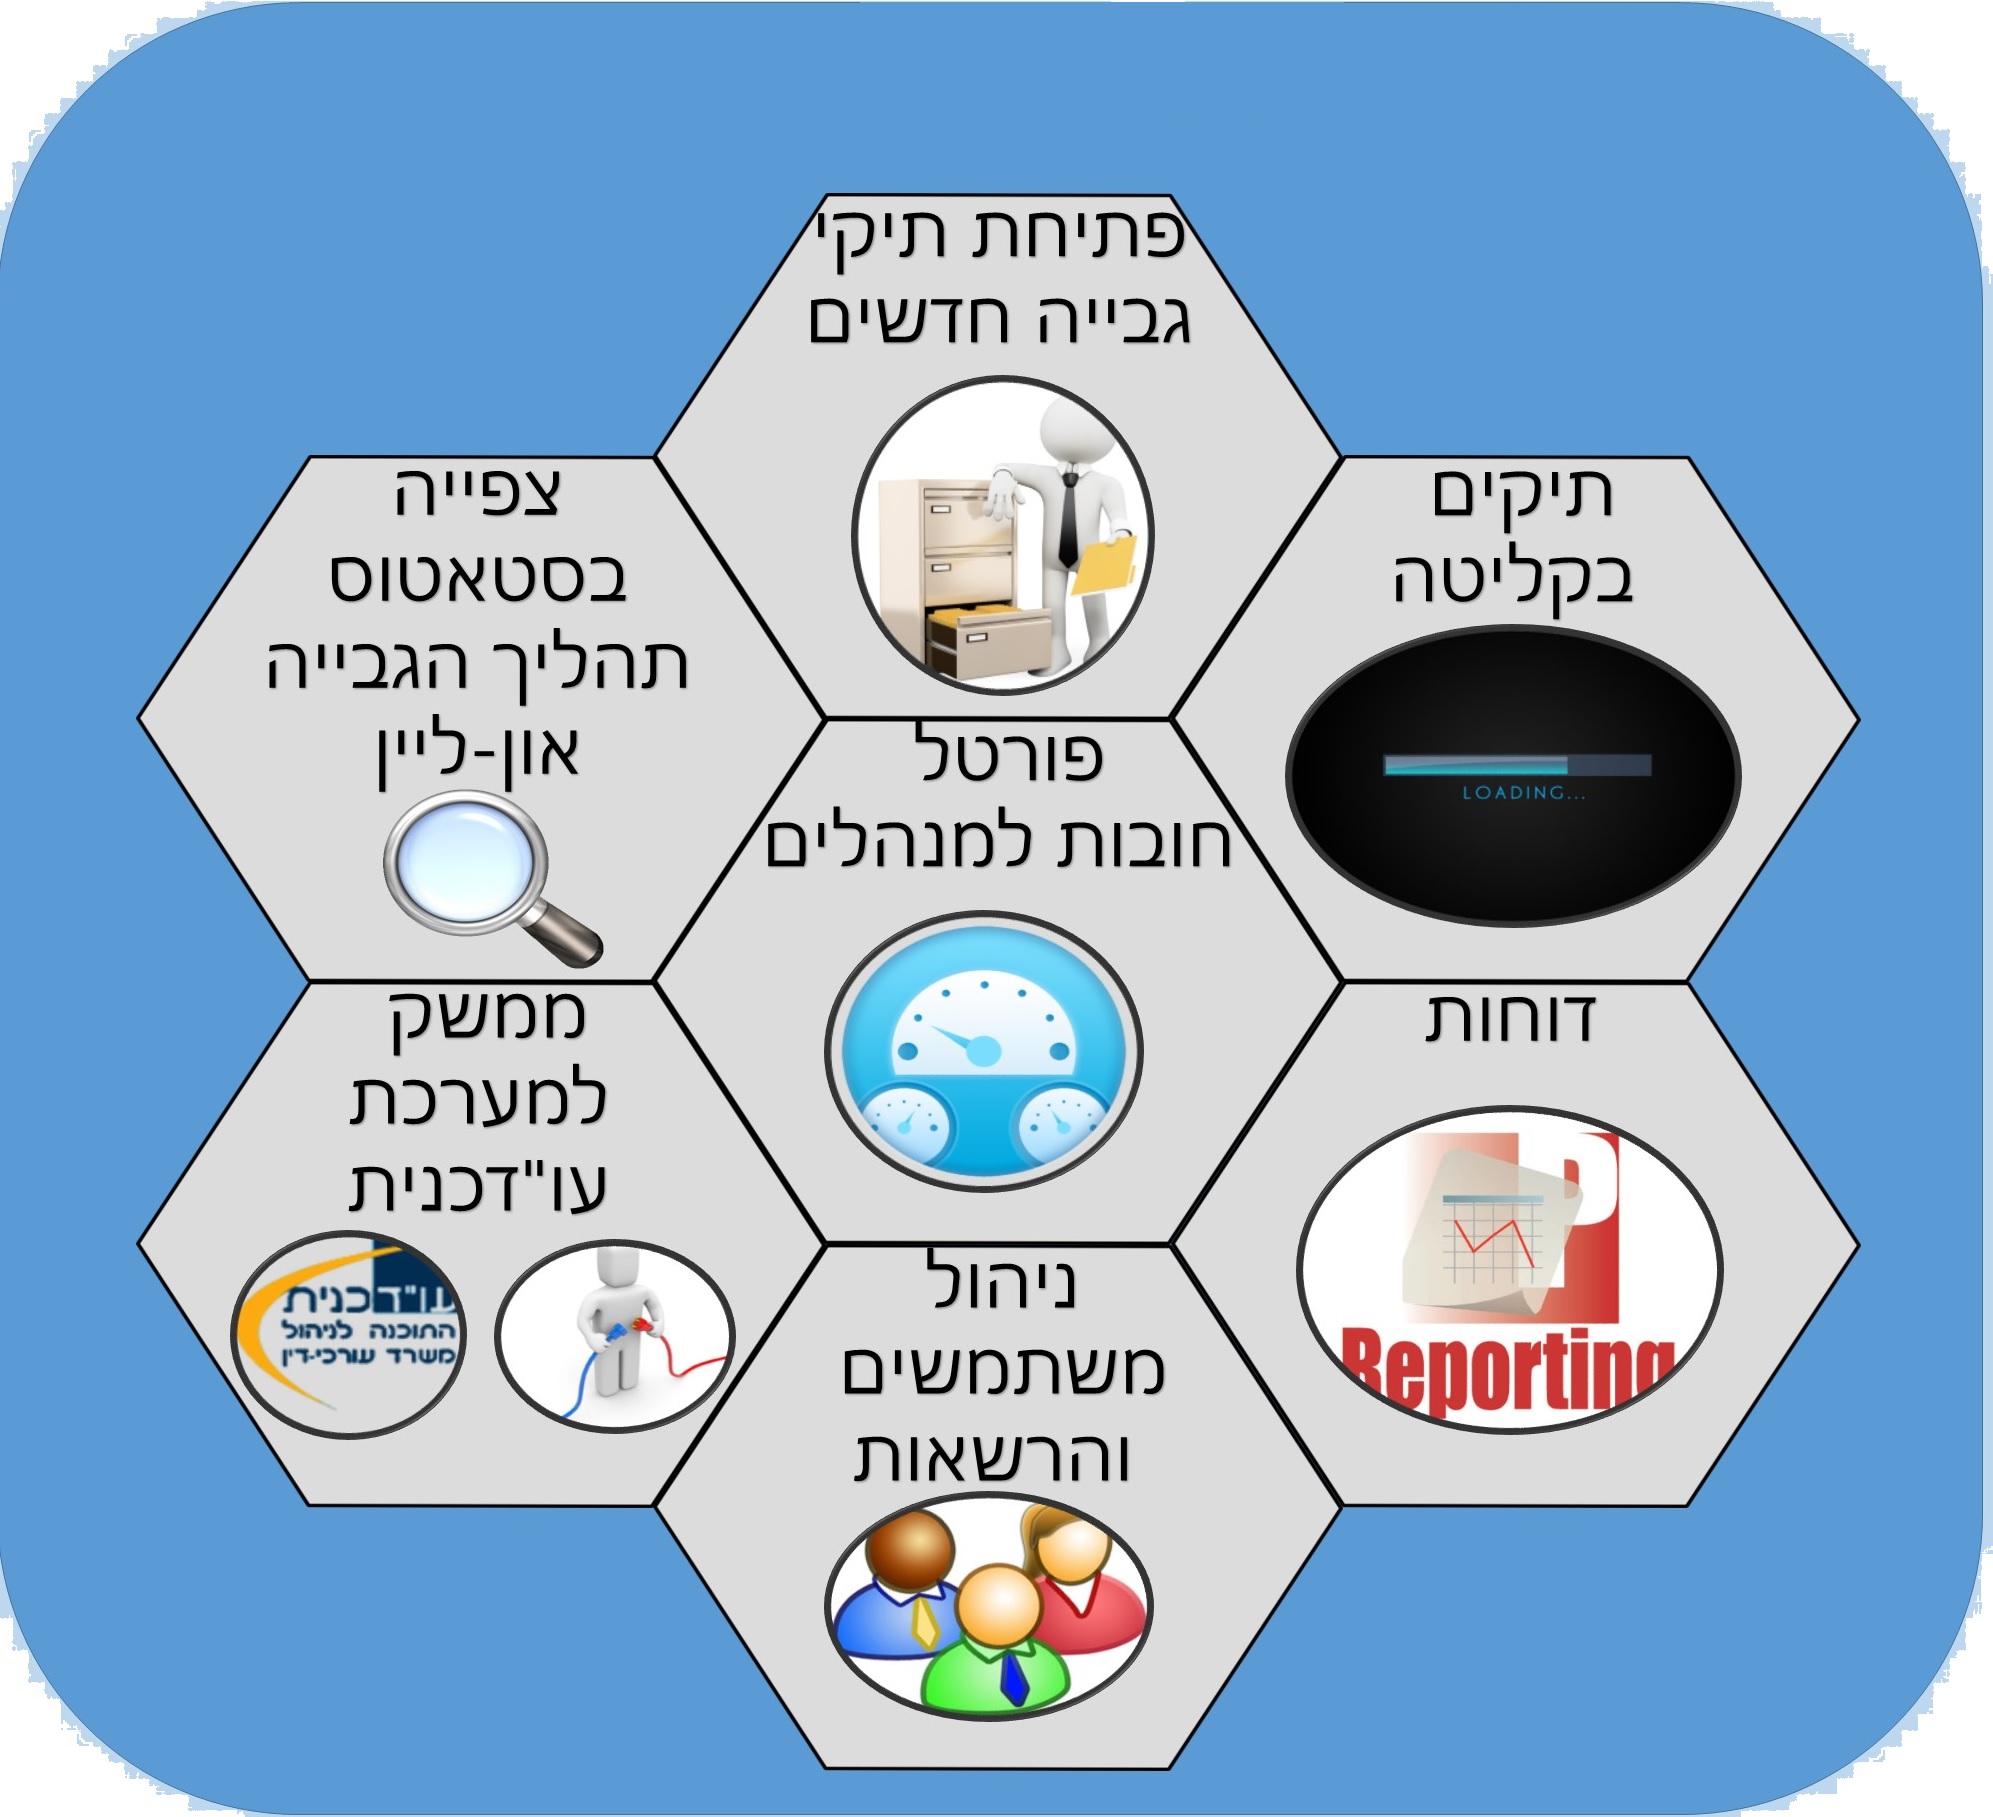 פתיחת תיקי
גבייה חדשים
תיקים
בקליטה
LOADING...
צפייה
בסטאטוס
תהליך הגבייה
און-ליין
פורטל
חובות למנהלים
דוחות
Reporting
ממשק
למערכת
עו"דכנית
עו"דכנית
התוכנה לניהול
משרד עורכי-דין
ניהול
משתמשים
והרשאות